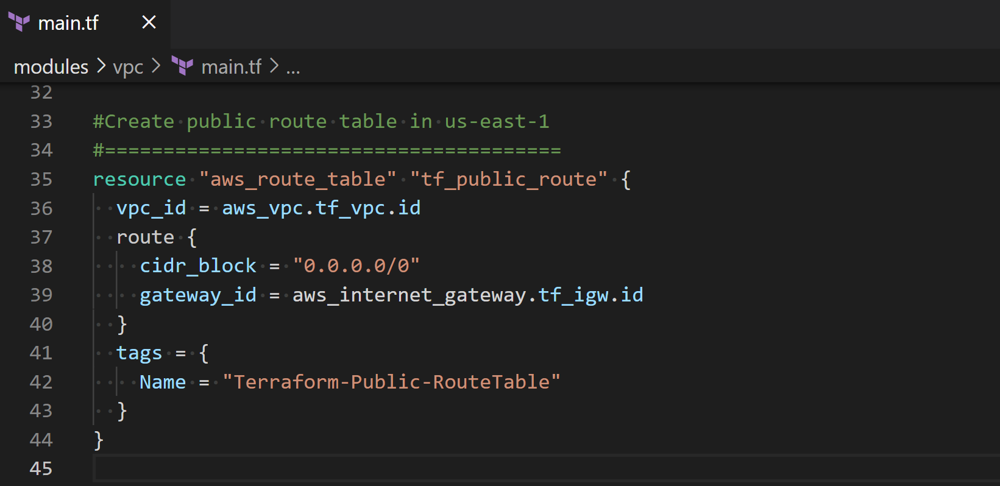 main.tf
modules > vpc > main.tf > ...
32
33 #Create public route table in us-east-1
34 #=======================================
35 resource "aws_route_table" "tf_public_route" {
36   vpc_id = aws_vpc.tf_vpc.id
37   route {
38     cidr_block = "0.0.0.0/0"
39     gateway_id = aws_internet_gateway.tf_igw.id
40   }
41   tags = {
42     Name = "Terraform-Public-RouteTable"
43   }
44 }
45